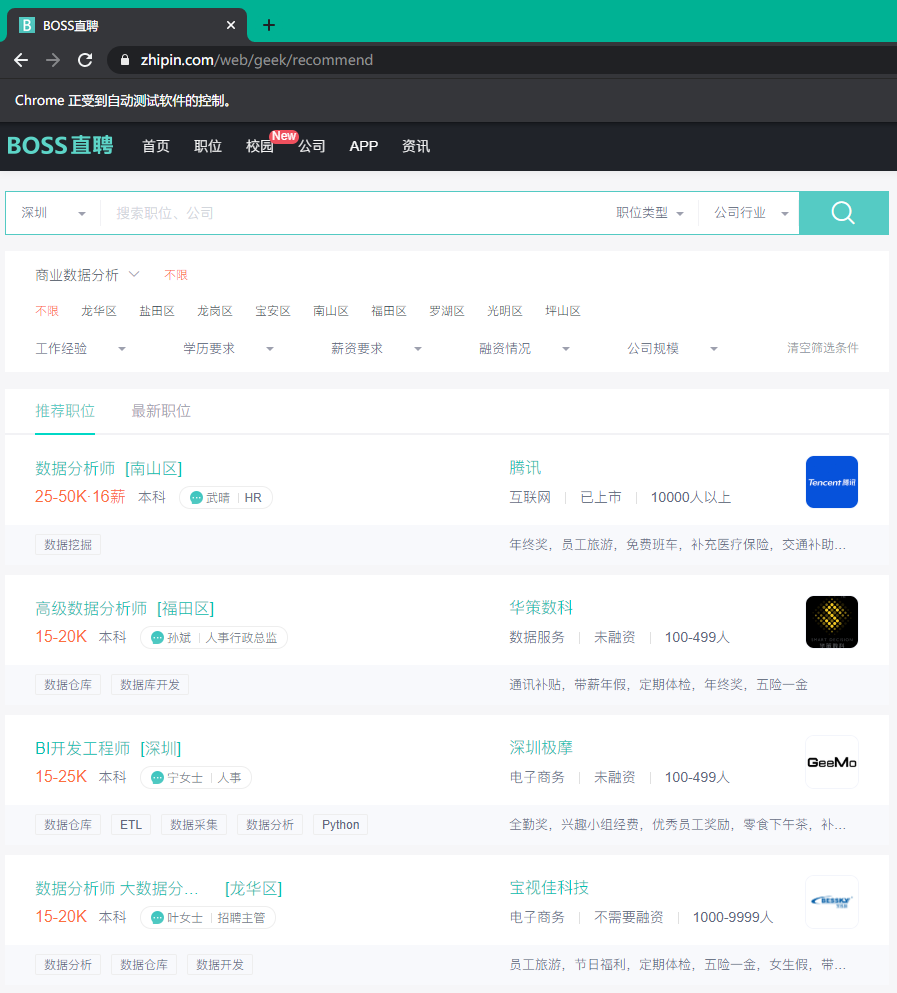 BOSS直聘
zhipin.com/web/geek/recommend
Chrome 正受到自动测试软件的控制。
BOSS直聘 首页 职位 校园 New 公司 APP 资讯
深圳 搜索职位、公司 职位类型 公司行业
商业数据分析 不限
不限 龙华区 盐田区 龙岗区 宝安区 南山区 福田区 罗湖区 光明区 坪山区
工作经验 学历要求 薪资要求 融资情况 公司规模 清空筛选条件
推荐职位 最新职位
数据分析师 [南山区] 腾讯
25-50K·16薪 本科 武晴 HR 互联网 已上市 10000人以上
Tencent 腾讯
数据挖掘 年终奖，员工旅游，免费班车，补充医疗保险，交通补助...
高级数据分析师 [福田区] 华策数科
15-20K 本科 孙斌 人事行政总监 数据服务 未融资 100-499人
SMART DECISION
华策数科
数据仓库 数据库开发 通讯补贴，带薪年假，定期体检，年终奖，五险一金
BI开发工程师 [深圳] 深圳极摩
15-25K 本科 宁女士 人事 电子商务 未融资 100-499人
GeeMo
数据仓库 ETL 数据采集 数据分析 Python 全勤奖，兴趣小组经费，优秀员工奖励，零食下午茶，补...
数据分析师 大数据分... [龙华区] 宝视佳科技
15-20K 本科 叶女士 招聘主管 电子商务 不需要融资 1000-9999人
BESSKY
数据分析 数据仓库 数据开发 员工旅游，节日福利，定期体检，五险一金，女生假，带...